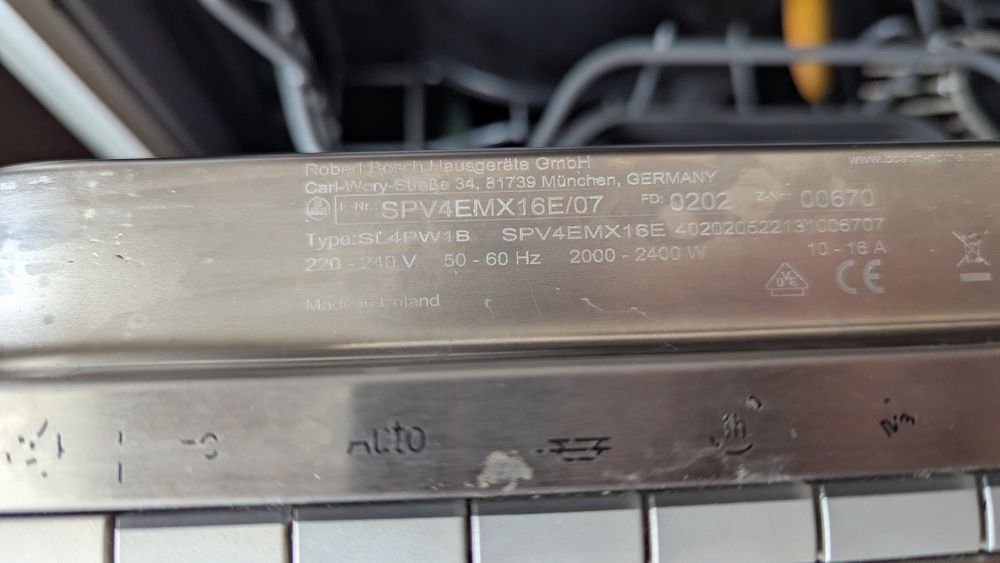 Robert Bosch Hausgeräte GmbH
www.bosch-home.com
Carl-Wery-Straße 34, 81739 München, GERMANY
E-Nr.: SPV4EMX16E/07 FD: 0202 Z-Nr.: 00670
Type: SL4PW1B SPV4EMX16E 402020522131006707
220 - 240 V 50 - 60 Hz 2000 - 2400 W 10 - 16 A
VDE CE
Made in Poland
Auto